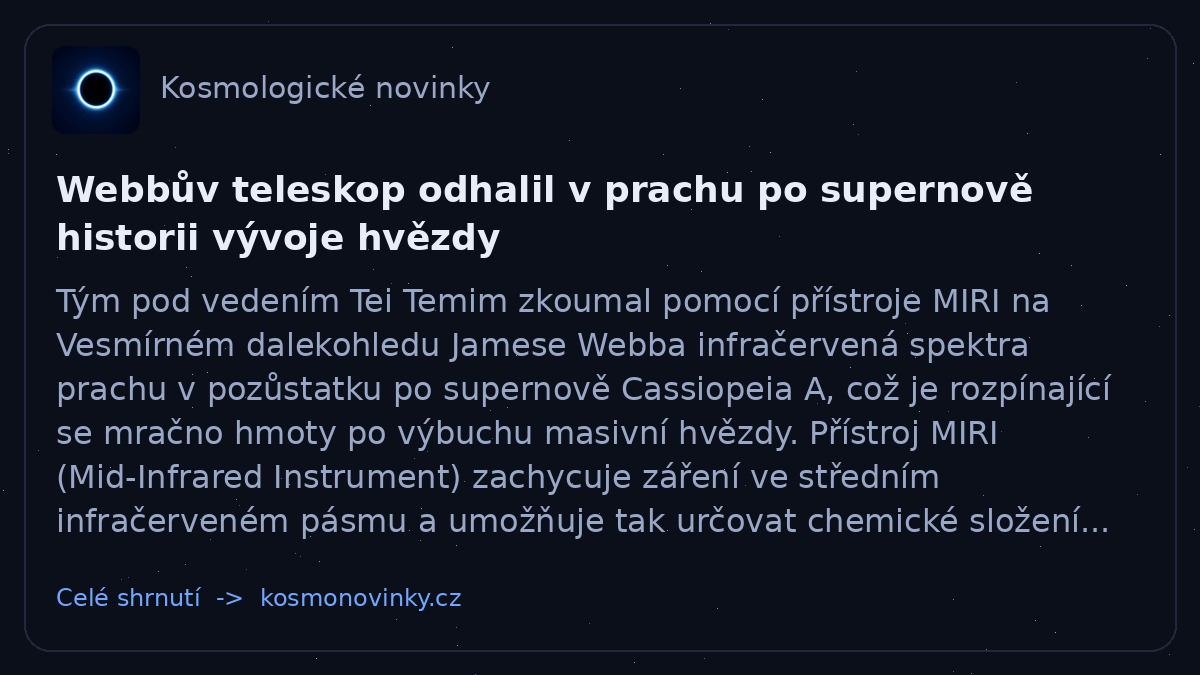 Kosmologické novinky
Webbův teleskop odhalil v prachu po supernově
historii vývoje hvězdy
Tým pod vedením Tei Temim zkoumal pomocí přístroje MIRI na
Vesmírném dalekohledu Jamese Webba infračervená spektra
prachu v pozůstatku po supernově Cassiopeia A, což je rozpínající
se mračno hmoty po výbuchu masivní hvězdy. Přístroj MIRI
(Mid-Infrared Instrument) zachycuje záření ve středním
infračerveném pásmu a umožňuje tak určovat chemické složení...
Celé shrnutí -> kosmonovinky.cz